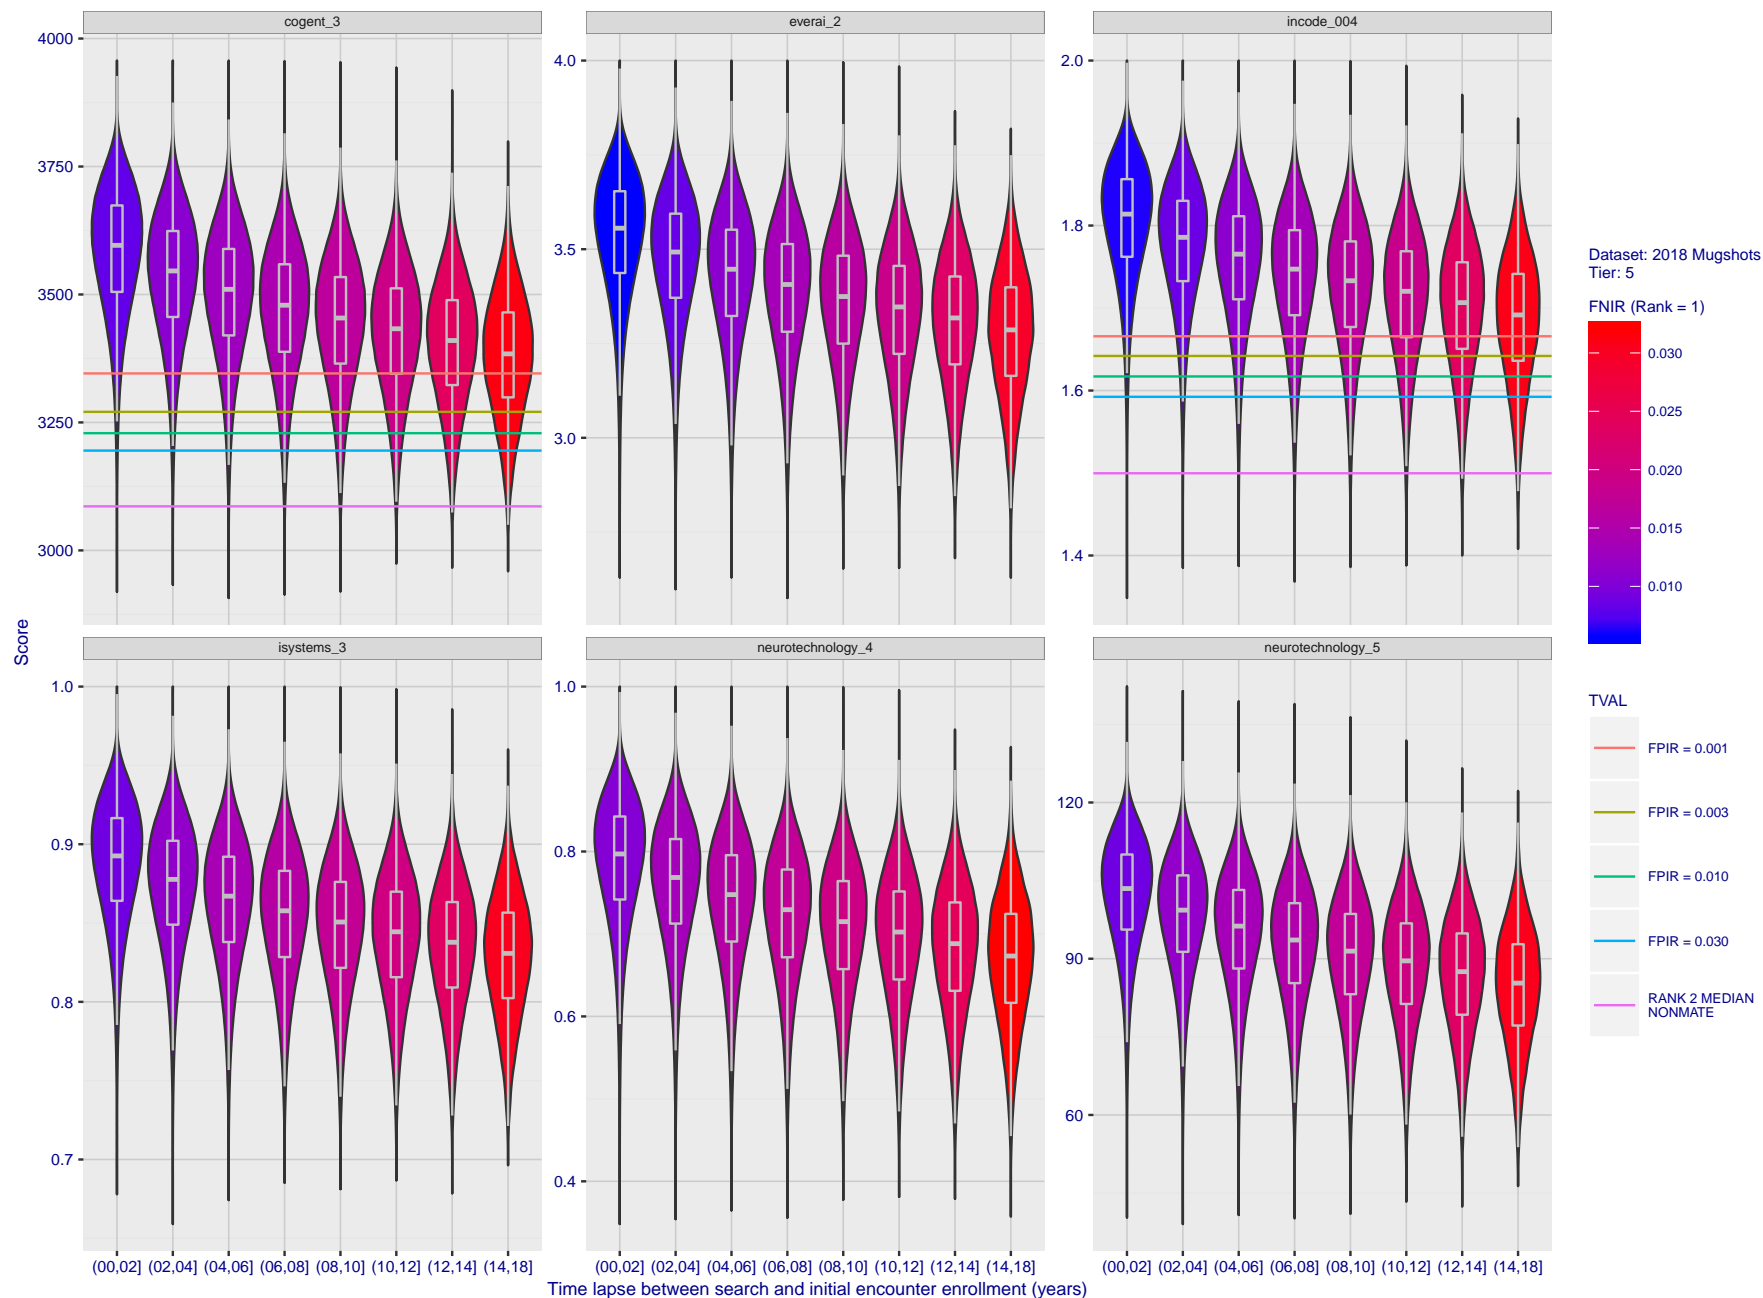 cogent_3
everai_2
incode_004
4000
3750
3500
3250
3000
4.0
3.5
3.0
2.0
1.8
1.6
1.4
Dataset: 2018 Mugshots
Tier: 5
FNIR (Rank = 1)
0.030
0.025
0.020
0.015
0.010
Score
isystems_3
neurotechnology_4
neurotechnology_5
1.0
0.9
0.8
0.7
1.0
0.8
0.6
0.4
120
90
60
TVAL
FPIR = 0.001
FPIR = 0.003
FPIR = 0.010
FPIR = 0.030
RANK 2 MEDIAN
NONMATE
(00,02] (02,04] (04,06] (06,08] (08,10] (10,12] (12,14] (14,18]
(00,02] (02,04] (04,06] (06,08] (08,10] (10,12] (12,14] (14,18]
(00,02] (02,04] (04,06] (06,08] (08,10] (10,12] (12,14] (14,18]
Time lapse between search and initial encounter enrollment (years)